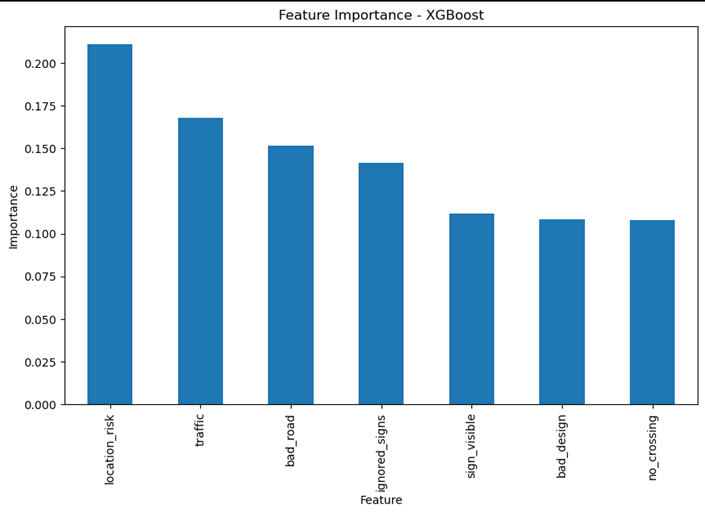 Feature Importance - XGBoost
0.200
0.175
0.150
0.125
0.100
0.075
0.050
0.025
0.000
Importance
location_risk
traffic
bad_road
ignored_signs
sign_visible
bad_design
no_crossing
Feature